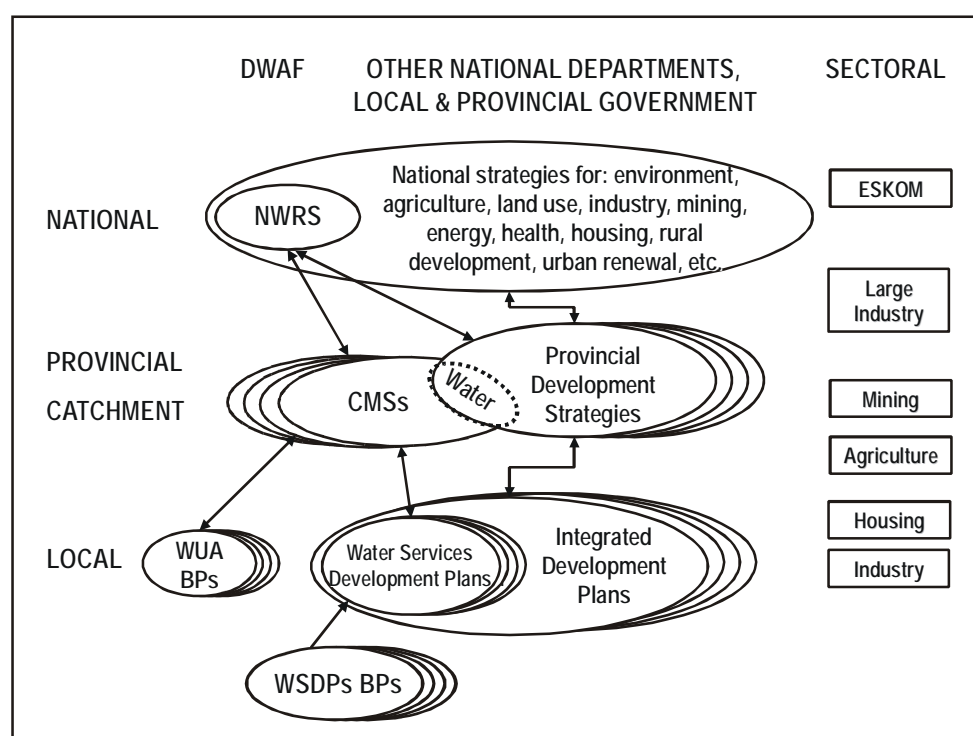 DWAF
OTHER NATIONAL DEPARTMENTS,
LOCAL & PROVINCIAL GOVERNMENT
SECTORAL
NATIONAL
NWRS
National strategies for: environment,
agriculture, land use, industry, mining,
energy, health, housing, rural
development, urban renewal, etc.
ESKOM
Large
Industry
PROVINCIAL
CATCHMENT
CMSs
Water
Provincial
Development
Strategies
Mining
Agriculture
LOCAL
WUA
BPs
Water Services
Development Plans
Integrated
Development
Plans
Housing
Industry
WSDPs BPs